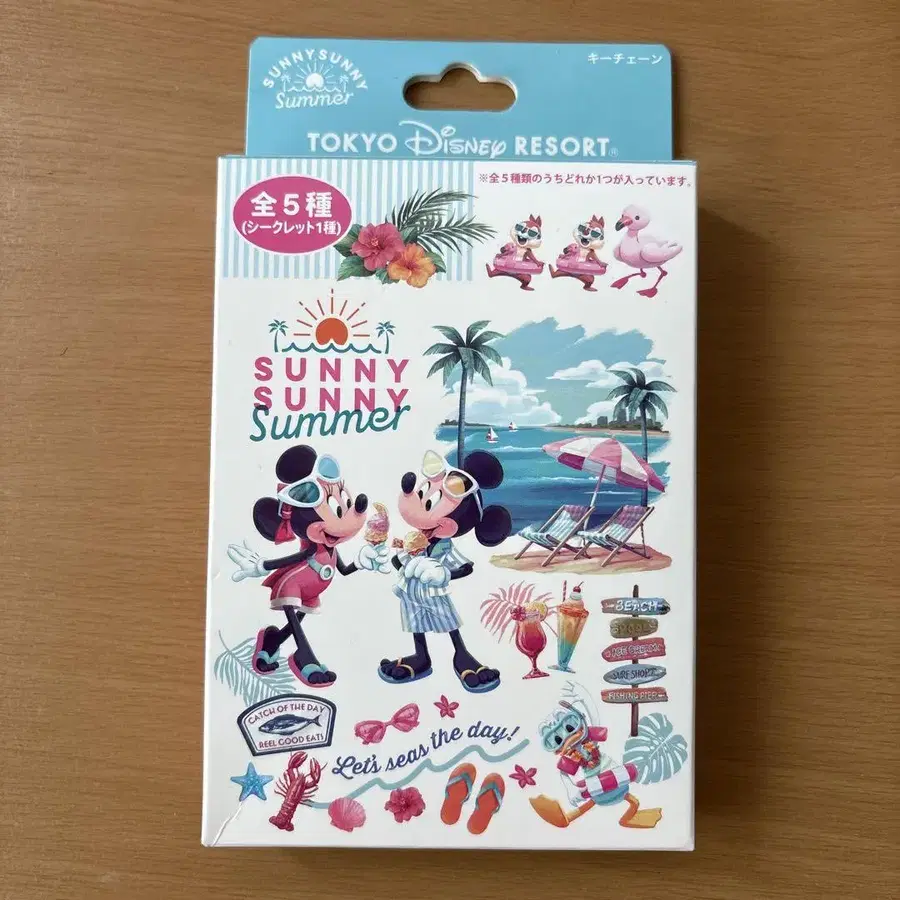 SUNNY SUNNY
Summer
キーチェーン
TOKYO Disney RESORT®
※全5種類のうちどれか1つが入っています。
全5種
(シークレット1種)
SUNNY
SUNNY
Summer
BEACH
ICE CREAM
SURF SHOP
FISHING PIER
CATCH OF THE DAY
REEL GOOD EATS
Let's seas the day!